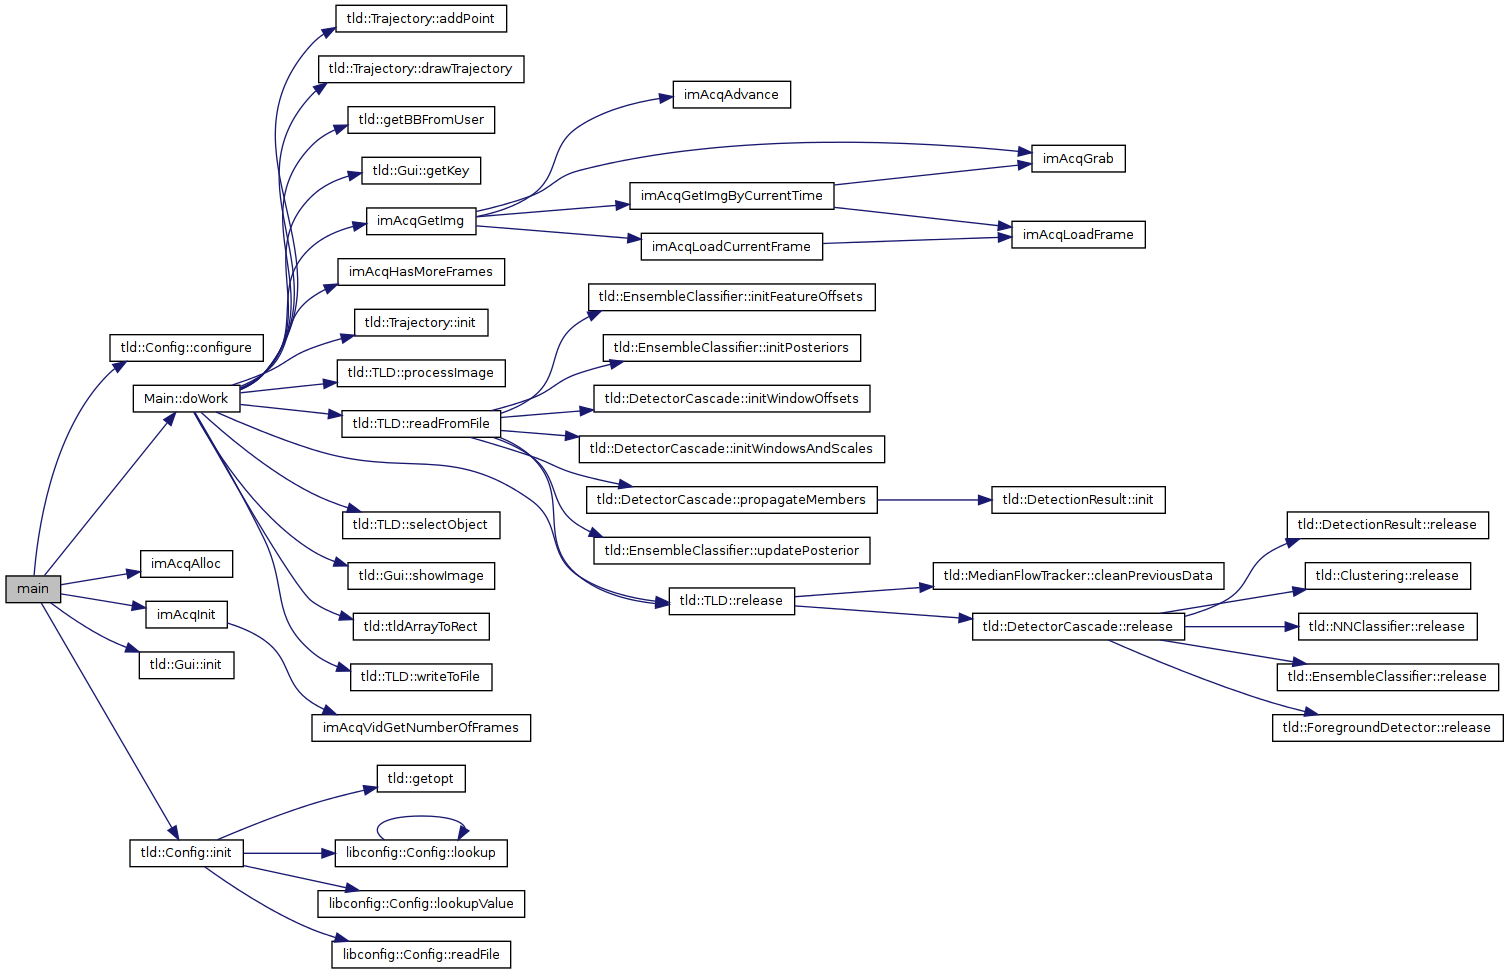 tld::Trajectory::addPoint
tld::Trajectory::drawTrajectory
imAcqAdvance
tld::getBBFromUser
imAcqGrab
tld::Gui::getKey
imAcqGetImgByCurrentTime
imAcqGetImg
imAcqLoadFrame
imAcqLoadCurrentFrame
imAcqHasMoreFrames
tld::EnsembleClassifier::initFeatureOffsets
tld::Trajectory::init
tld::Config::configure
tld::EnsembleClassifier::initPosteriors
tld::TLD::processImage
Main::doWork
tld::DetectorCascade::initWindowOffsets
tld::TLD::readFromFile
tld::DetectorCascade::initWindowsAndScales
tld::DetectorCascade::propagateMembers
tld::DetectionResult::init
tld::TLD::selectObject
tld::DetectionResult::release
tld::EnsembleClassifier::updatePosterior
imAcqAlloc
tld::Gui::showImage
tld::MedianFlowTracker::cleanPreviousData
tld::Clustering::release
main
tld::TLD::release
imAcqInit
tld::tldArrayToRect
tld::DetectorCascade::release
tld::NNClassifier::release
tld::Gui::init
tld::TLD::writeToFile
tld::EnsembleClassifier::release
imAcqVidGetNumberOfFrames
tld::ForegroundDetector::release
tld::getopt
tld::Config::init
libconfig::Config::lookup
libconfig::Config::lookupValue
libconfig::Config::readFile